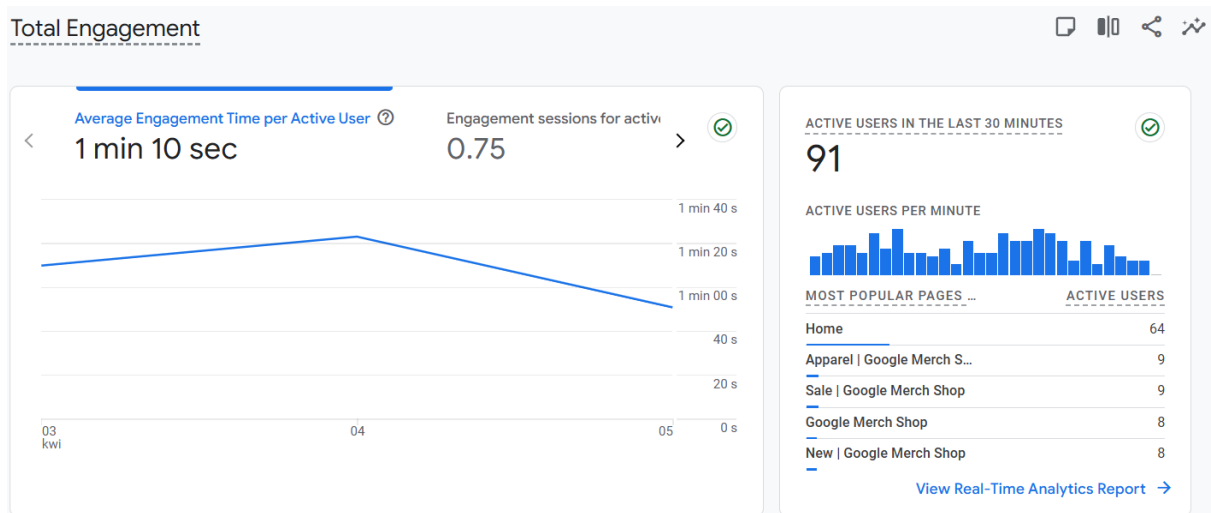 Total Engagement
Average Engagement Time per Active User
1 min 10 sec
Engagement sessions for activ
0.75
1 min 40 s
1 min 20 s
1 min 00 s
40 s
20 s
0 s
03
kwi
04
05
ACTIVE USERS IN THE LAST 30 MINUTES
91
ACTIVE USERS PER MINUTE
MOST POPULAR PAGES ... ACTIVE USERS
Home 64
Apparel | Google Merch S... 9
Sale | Google Merch Shop 9
Google Merch Shop 8
New | Google Merch Shop 8
View Real-Time Analytics Report